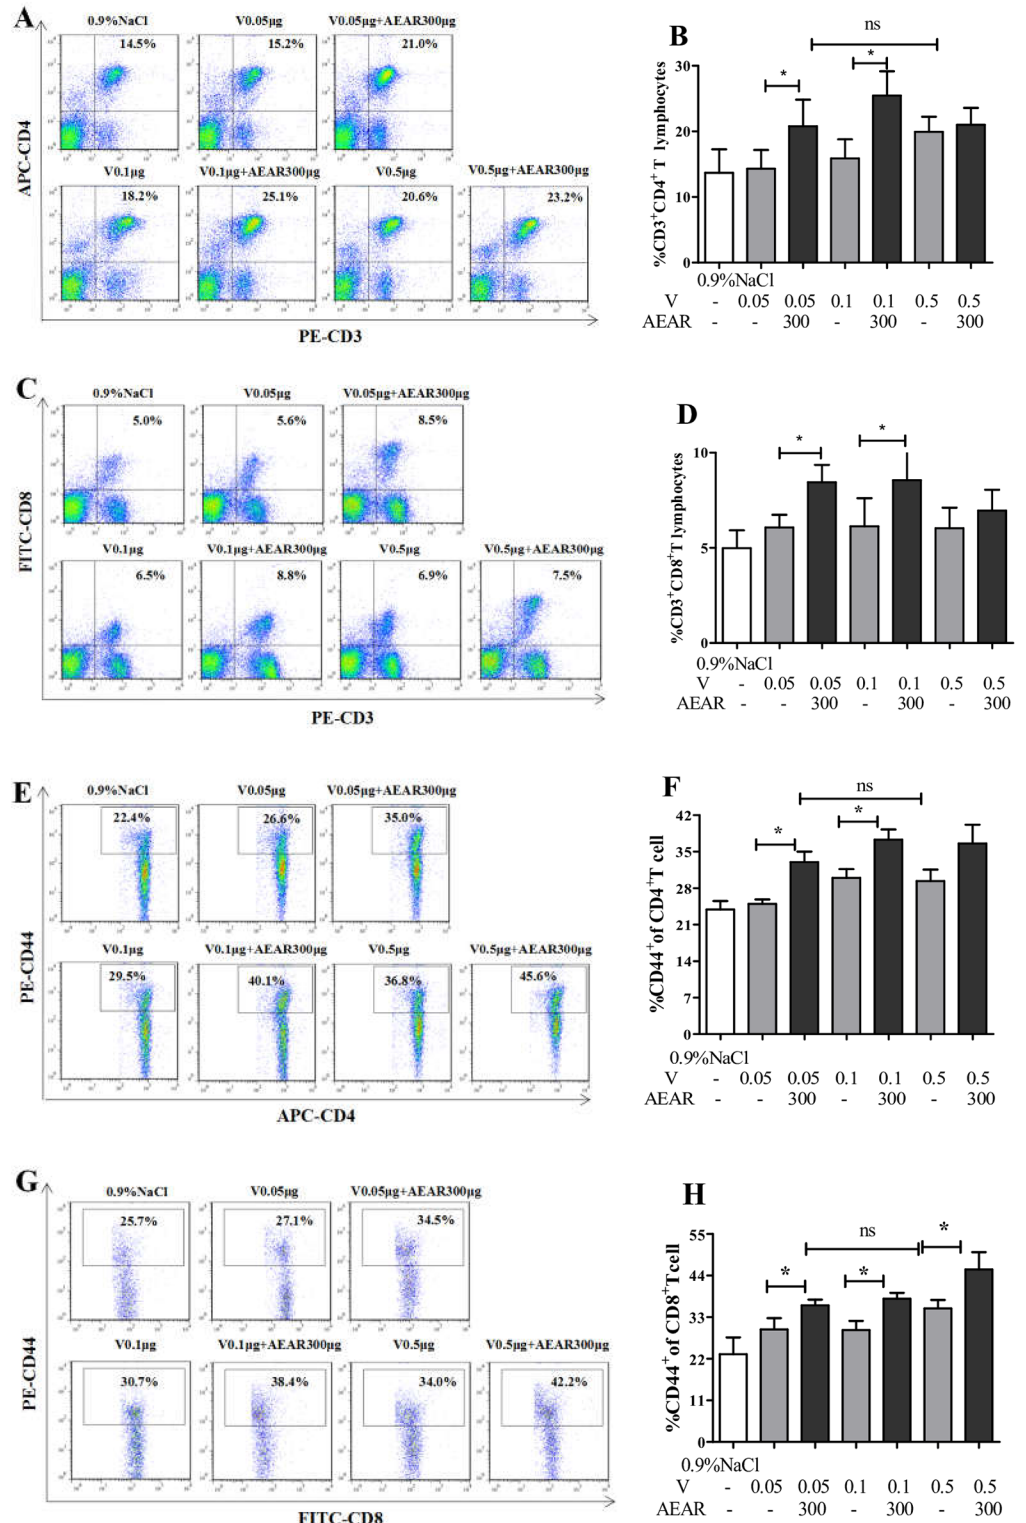 A
0.9%NaCl V0.05μg V0.05μg+AEAR300μg
14.5% 15.2% 21.0%
V0.1μg V0.1μg+AEAR300μg V0.5μg V0.5μg+AEAR300μg
18.2% 25.1% 20.6% 23.2%
APC-CD4
PE-CD3
B
ns
*
*
30
20
10
0
%CD3+CD4+ T lymphocytes
0.9%NaCl
V - 0.05 0.05 0.1 0.1 0.5 0.5
AEAR - - 300 - 300 - 300
C
0.9%NaCl V0.05μg V0.05μg+AEAR300μg
5.0% 5.6% 8.5%
V0.1μg V0.1μg+AEAR300μg V0.5μg V0.5μg+AEAR300μg
6.5% 8.8% 6.9% 7.5%
FITC-CD8
PE-CD3
D
* *
10
5
0
%CD3+CD8+T lymphocytes
0.9%NaCl
V - 0.05 0.05 0.1 0.1 0.5 0.5
AEAR - - 300 - 300 - 300
E
0.9%NaCl V0.05μg V0.05μg+AEAR300μg
22.4% 26.6% 35.0%
V0.1μg V0.1μg+AEAR300μg V0.5μg V0.5μg+AEAR300μg
29.5% 40.1% 36.8% 45.6%
PE-CD44
APC-CD4
F
ns
*
*
42
35
28
21
14
7
0
%CD44+of CD4+T cell
0.9%NaCl
V - 0.05 0.05 0.1 0.1 0.5 0.5
AEAR - - 300 - 300 - 300
G
0.9%NaCl V0.05μg V0.05μg+AEAR300μg
25.7% 27.1% 34.5%
V0.1μg V0.1μg+AEAR300μg V0.5μg V0.5μg+AEAR300μg
30.7% 38.4% 34.0% 42.2%
PE-CD44
FITC-CD8
H
ns *
* *
55
44
33
22
11
0
%CD44+of CD8+Tcell
0.9%NaCl
V - 0.05 0.05 0.1 0.1 0.5 0.5
AEAR - - 300 - 300 - 300